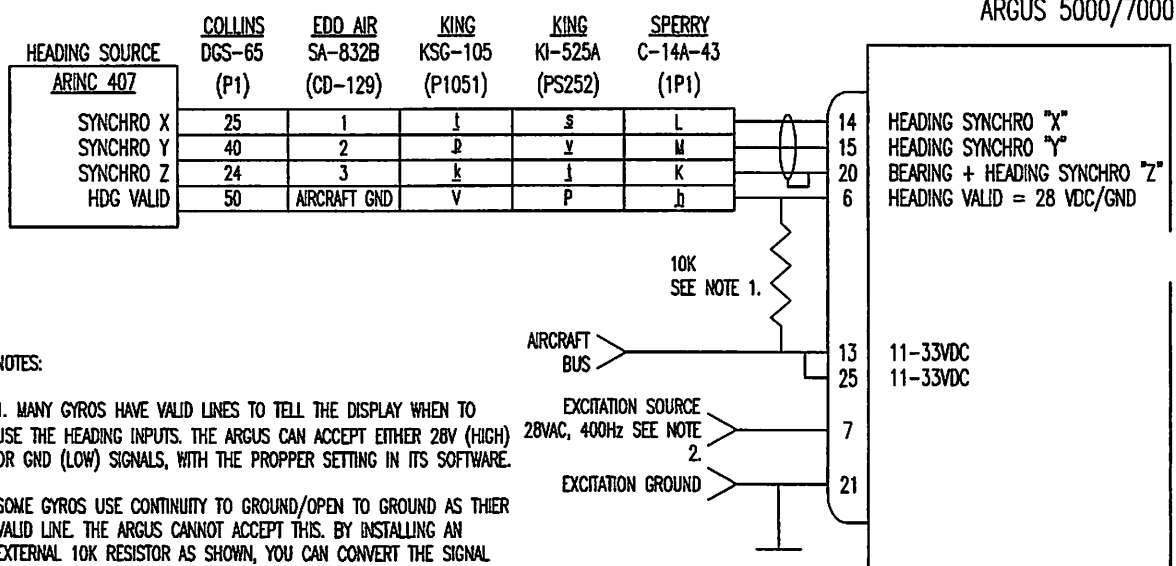 ARGUS 5000/7000
COLLINS EDO AIR KING KING SPERRY
HEADING SOURCE DGS-65 SA-832B KSG-105 KI-525A C-14A-43
ARINC 407 (P1) (CD-129) (P1051) (PS252) (1P1)
SYNCHRO X 25 1 t s L 14 HEADING SYNCHRO "X"
SYNCHRO Y 40 2 p v M 15 HEADING SYNCHRO "Y"
SYNCHRO Z 24 3 k t K 20 BEARING + HEADING SYNCHRO "Z"
HDG VALID 50 AIRCRAFT GND V P h 6 HEADING VALID = 28 VDC/GND
10K
SEE NOTE 1.
AIRCRAFT
BUS
13 11-33VDC
25 11-33VDC
EXCITATION SOURCE
28VAC, 400Hz SEE NOTE
2.
7
EXCITATION GROUND
21
NOTES:
1. MANY GYROS HAVE VALID LINES TO TELL THE DISPLAY WHEN TO
USE THE HEADING INPUTS. THE ARGUS CAN ACCEPT EITHER 28V (HIGH)
OR GND (LOW) SIGNALS, WITH THE PROPPER SETTING IN ITS SOFTWARE.
SOME GYROS USE CONTINUITY TO GROUND/OPEN TO GROUND AS THIER
VALID LINE. THE ARGUS CANNOT ACCEPT THIS. BY INSTALLING AN
EXTERNAL 10K RESISTOR AS SHOWN, YOU CAN CONVERT THE SIGNAL